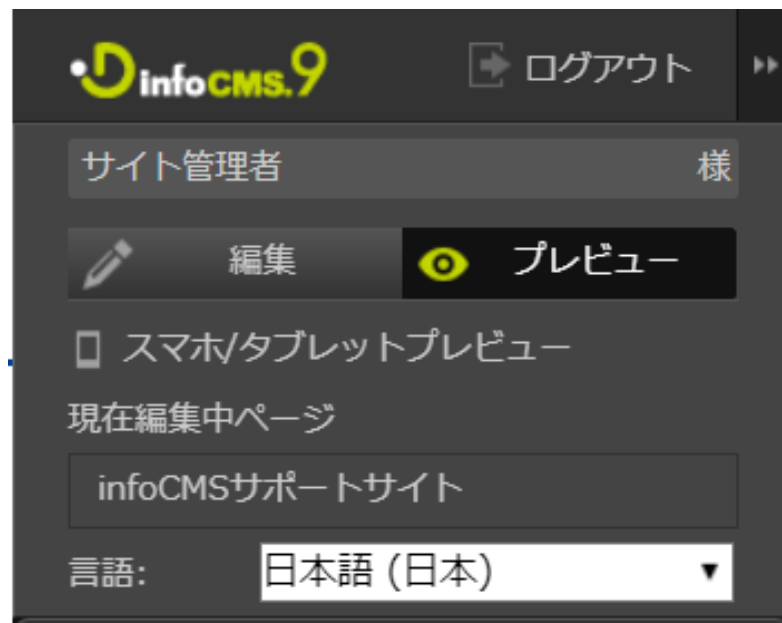 infoCMS.9 ログアウト
サイト管理者 様
編集 プレビュー
スマホ/タブレットプレビュー
現在編集中ページ
infoCMSサポートサイト
言語: 日本語 (日本)